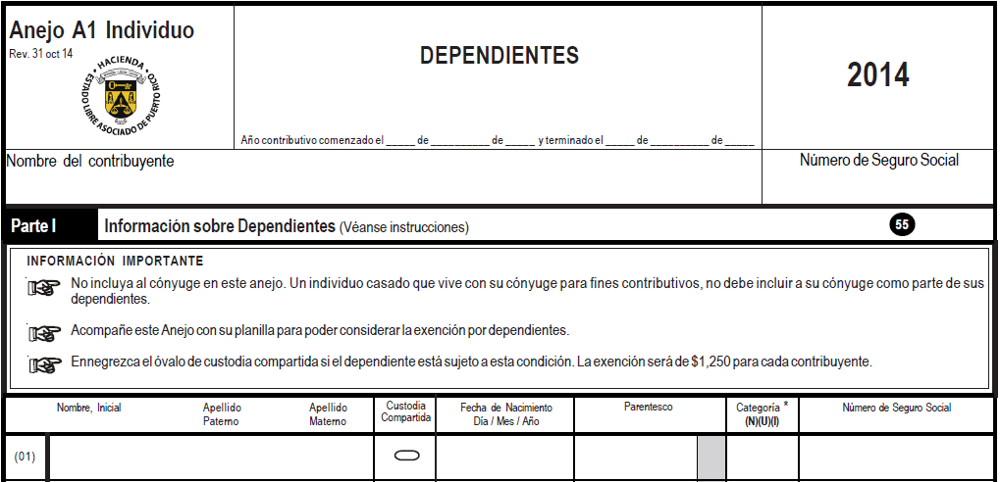 Anejo A1 Individuo
Rev. 31 oct 14
HACIENDA
ESTADO LIBRE ASOCIADO DE PUERTO RICO
DEPENDIENTES
2014
Año contributivo comenzado el _____ de __________ de _____ y terminado el _____ de __________ de _____
Nombre del contribuyente
Número de Seguro Social
Parte I
Información sobre Dependientes (Véanse instrucciones)
55
INFORMACIÓN IMPORTANTE
No incluya al cónyuge en este anejo. Un individuo casado que vive con su cónyuge para fines contributivos, no debe incluir a su cónyuge como parte de sus
dependientes.
Acompañe este Anejo con su planilla para poder considerar la exención por dependientes.
Ennegrezca el óvalo de custodia compartida si el dependiente está sujeto a esta condición. La exención será de $1,250 para cada contribuyente.
Nombre, Inicial
Apellido
Paterno
Apellido
Materno
Custodia
Compartida
Fecha de Nacimiento
Día / Mes / Año
Parentesco
Categoría *
(N)(U)(I)
Número de Seguro Social
(01)